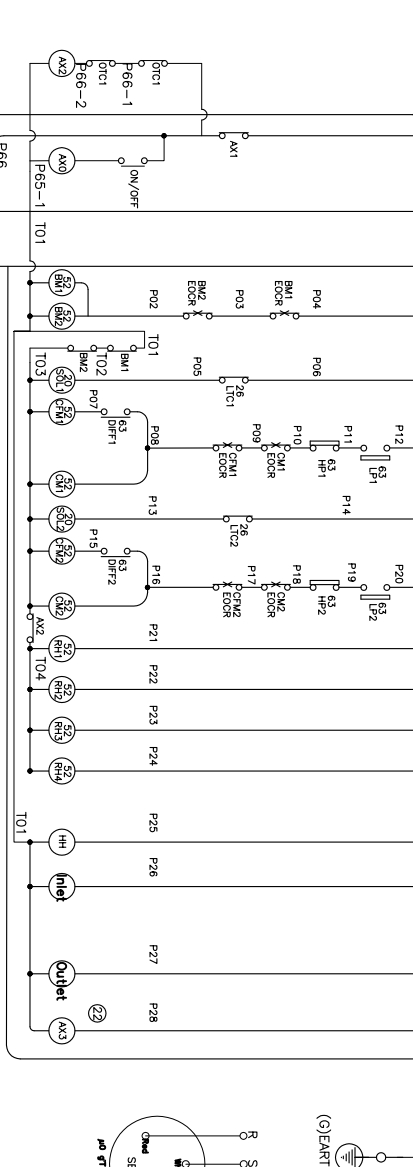 AX2
P66-2
OTC1
P66-1
OTC1
P66
AX0
P65-1
ON/OFF
AX1
T01
52
BM1
52
BM2
P02
BM2
EOCR
P03
BM1
EOCR
P04
T01
BM2
T02
BM1
T03
20
SOL1
P05
26
LTC1
P06
52
CFM1
P07
63
DIFF1
P08
CFM1
EOCR
P09
CM1
EOCR
P10
63
HP1
P11
63
LP1
P12
52
CM1
20
SOL2
P13
26
LTC2
P14
52
CFM2
P15
63
DIFF2
P16
CFM2
EOCR
P17
CM2
EOCR
P18
63
HP2
P19
63
LP2
P20
52
CM2
AX2
T04
52
RH1
P21
52
RH2
P22
52
RH3
P23
52
RH4
P24
T01
HH
P25
Inlet
P26
Outlet
P27
AX3
22
P28
Red
R
S
(G)EART